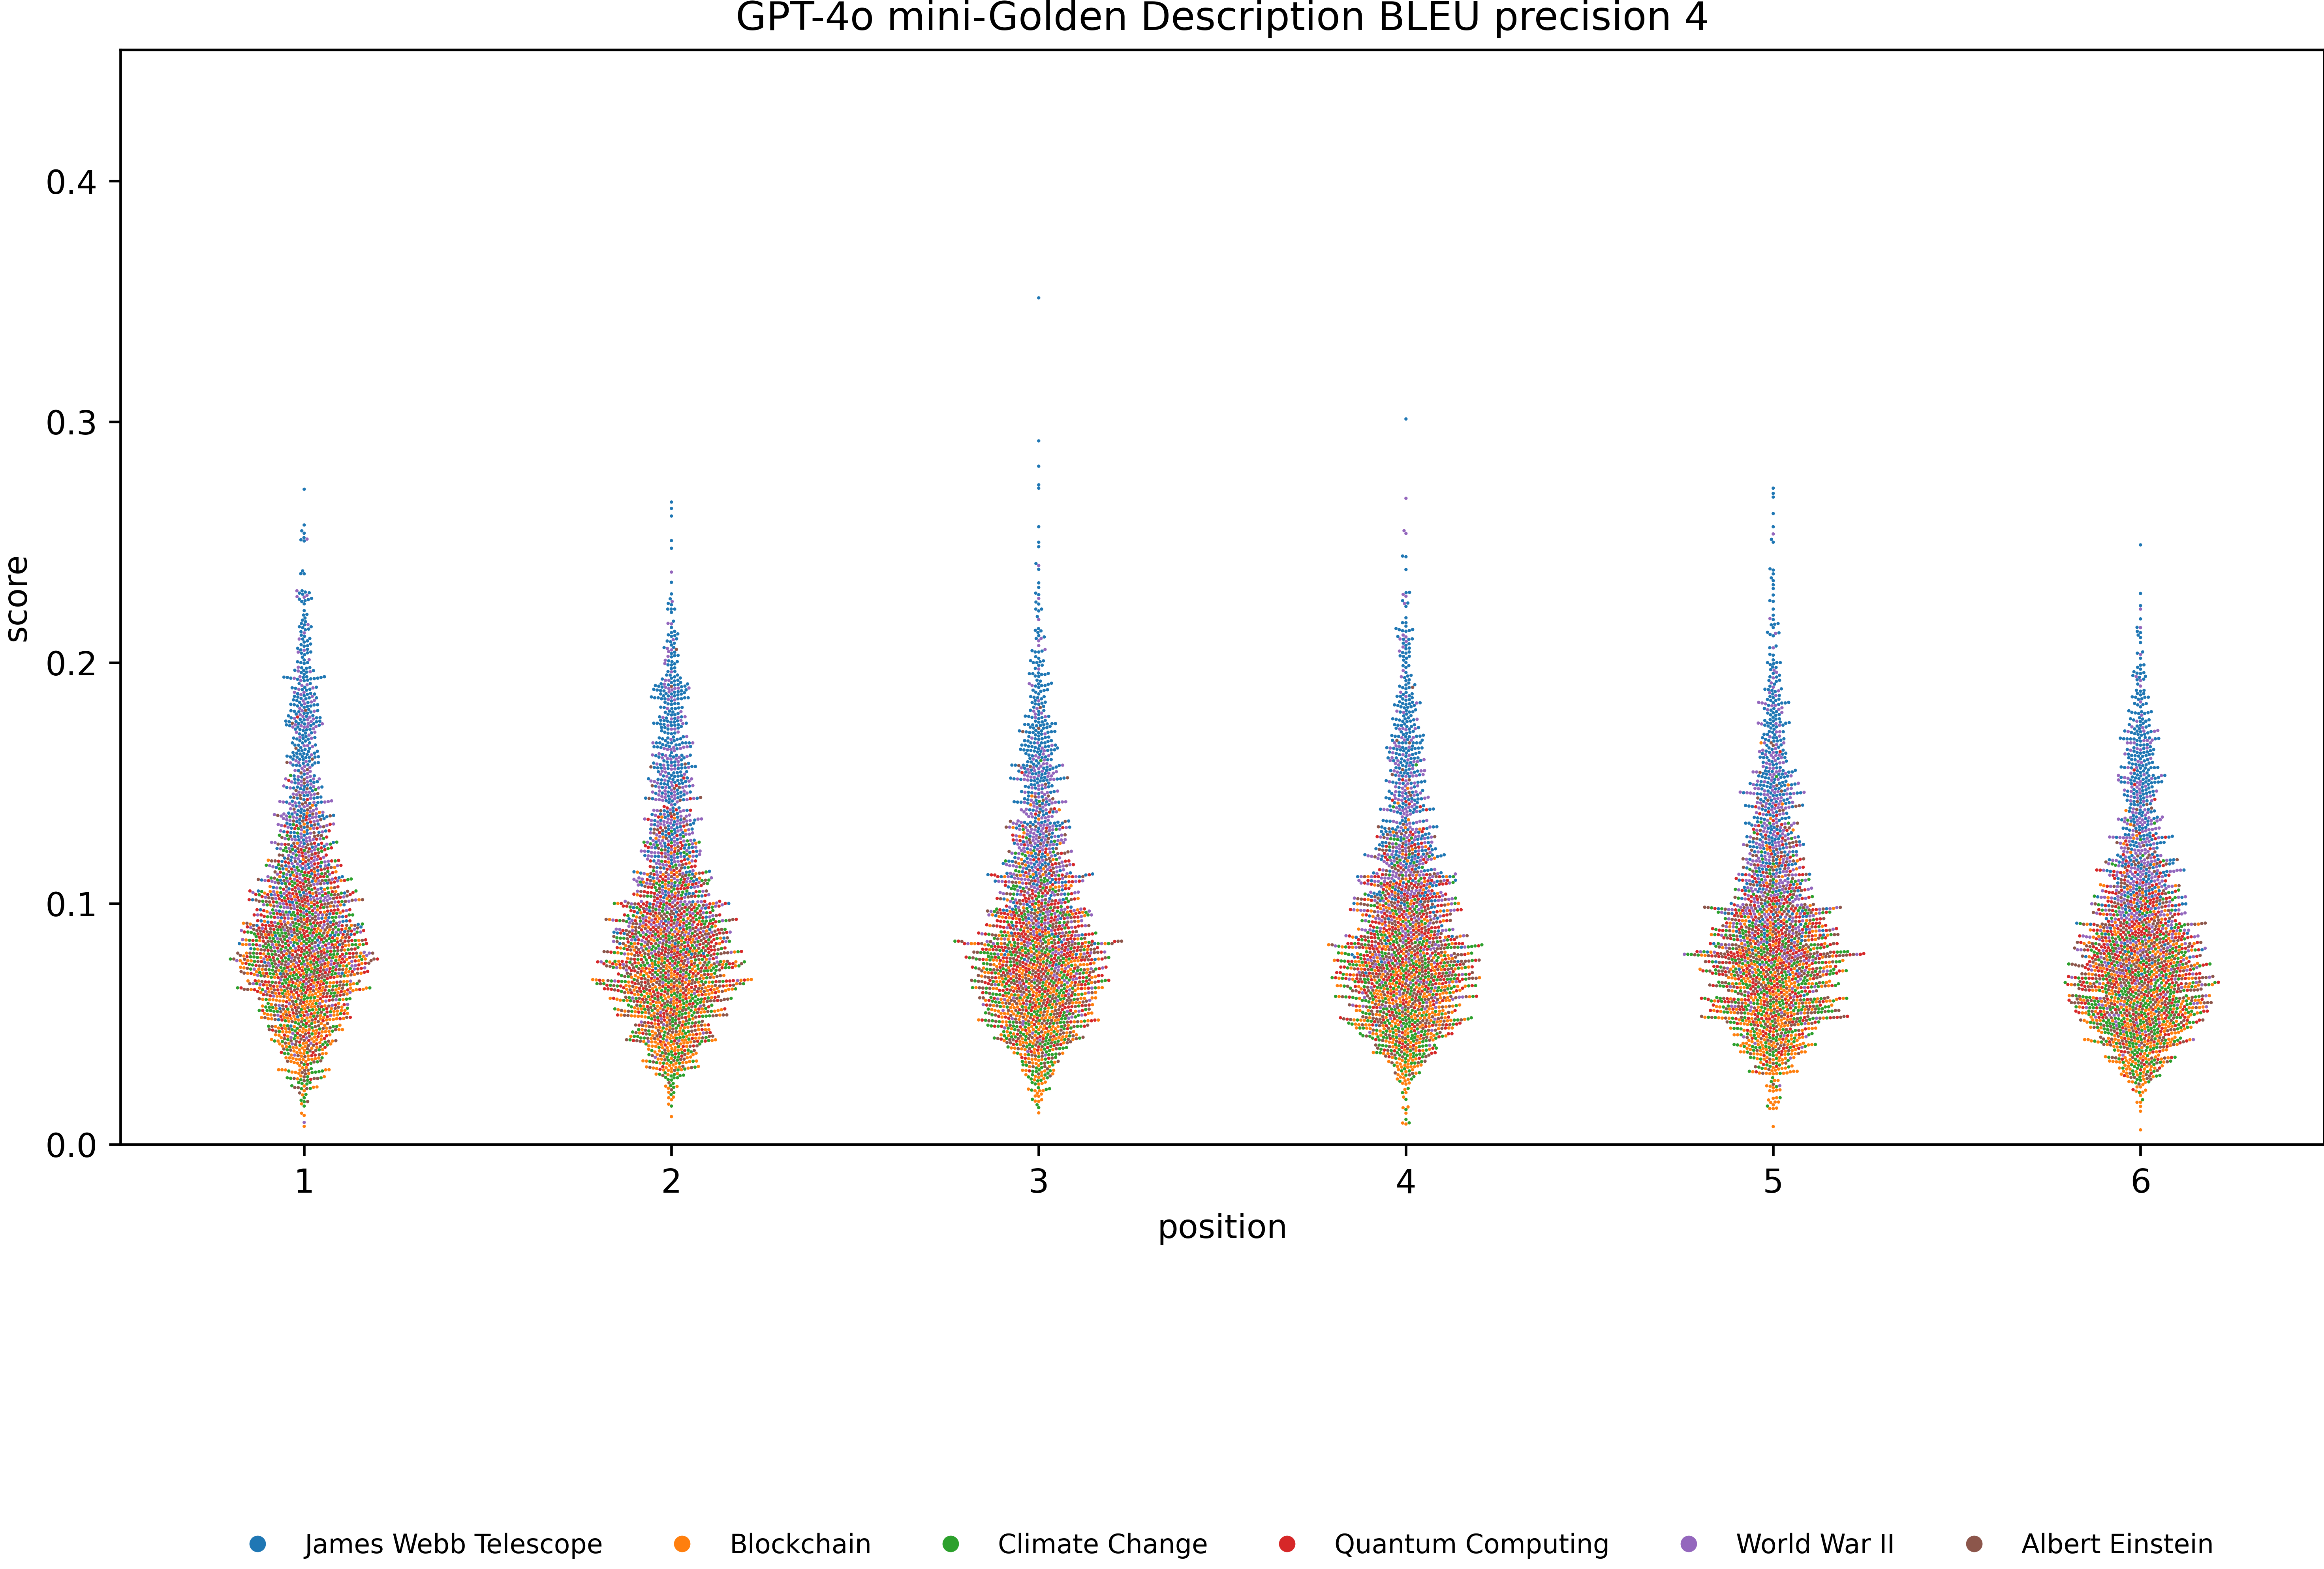 GPT-4o mini-Golden Description BLEU precision 4
score
0.4
0.3
0.2
0.1
0.0
1 2 3 4 5 6
position
James Webb Telescope Blockchain Climate Change Quantum Computing World War II Albert Einstein